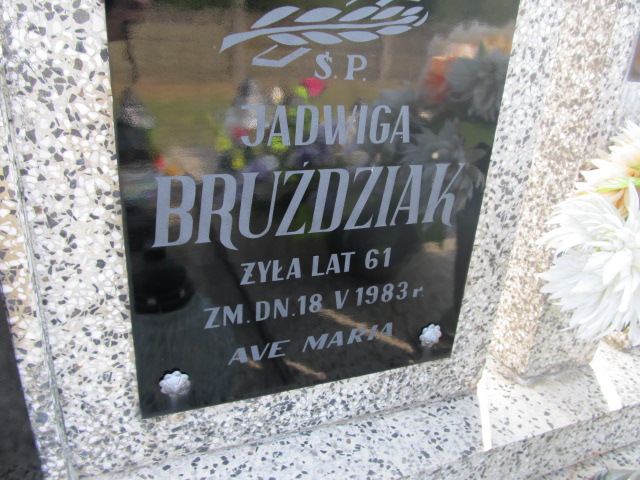 Ś.P.
JADWIGA
BRUŹDZIAK
ŻYŁA LAT 61
ZM. DN. 18 V 1983 r.
AVE MARIA